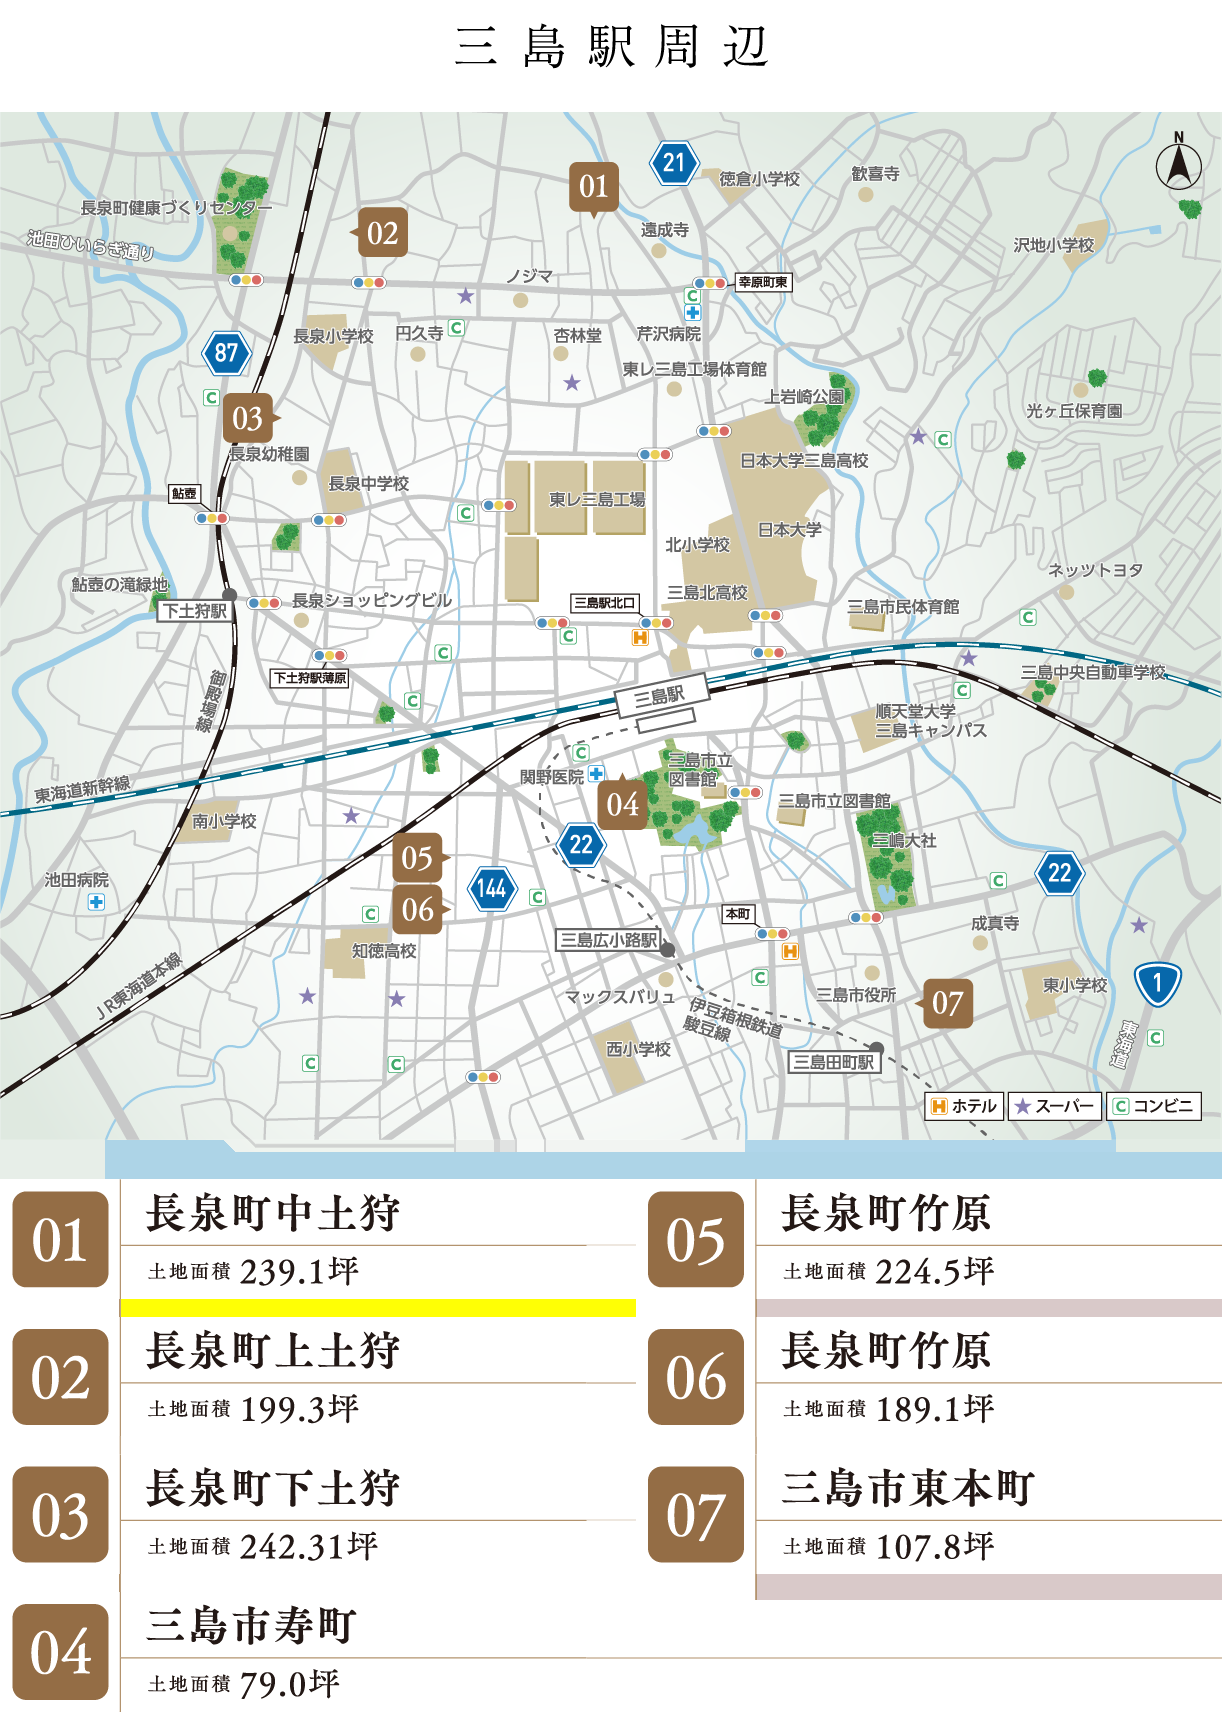 三島駅周辺
N
21
01
徳倉小学校
歓喜寺
長泉町健康づくりセンター
02
遠成寺
沢地小学校
池田ひいらぎ通り
ノジマ
幸原町東
C
長泉小学校
円久寺
C
杏林堂
芹沢病院
87
東レ三島工場体育館
C
上岩崎公園
光ヶ丘保育園
03
C
長泉幼稚園
日本大学三島高校
長泉中学校
鮎壺
東レ三島工場
C
日本大学
北小学校
ネッツトヨタ
鮎壺の滝緑地
三島北高校
下土狩駅
長泉ショッピングビル
三島駅北口
三島市民体育館
C
C
H
C
下土狩駅薄原
三島中央自動車学校
御殿場線
三島駅
C
C
順天堂大学
三島キャンパス
C
三島市立
図書館
関野医院
東海道新幹線
04
三島市立図書館
南小学校
22
三嶋大社
05
池田病院
144
C
22
06
C
C
本町
成真寺
三島広小路駅
知徳高校
H
C
1
マックスバリュ
三島市役所
07
東小学校
JR東海道本線
伊豆箱根鉄道
駿豆線
東海道
C
西小学校
三島田町駅
C
C
H ホテル
スーパー
C コンビニ
01
長泉町中土狩
土地面積 239.1坪
02
長泉町上土狩
土地面積 199.3坪
03
長泉町下土狩
土地面積 242.31坪
04
三島市寿町
土地面積 79.0坪
05
長泉町竹原
土地面積 224.5坪
06
長泉町竹原
土地面積 189.1坪
07
三島市東本町
土地面積 107.8坪